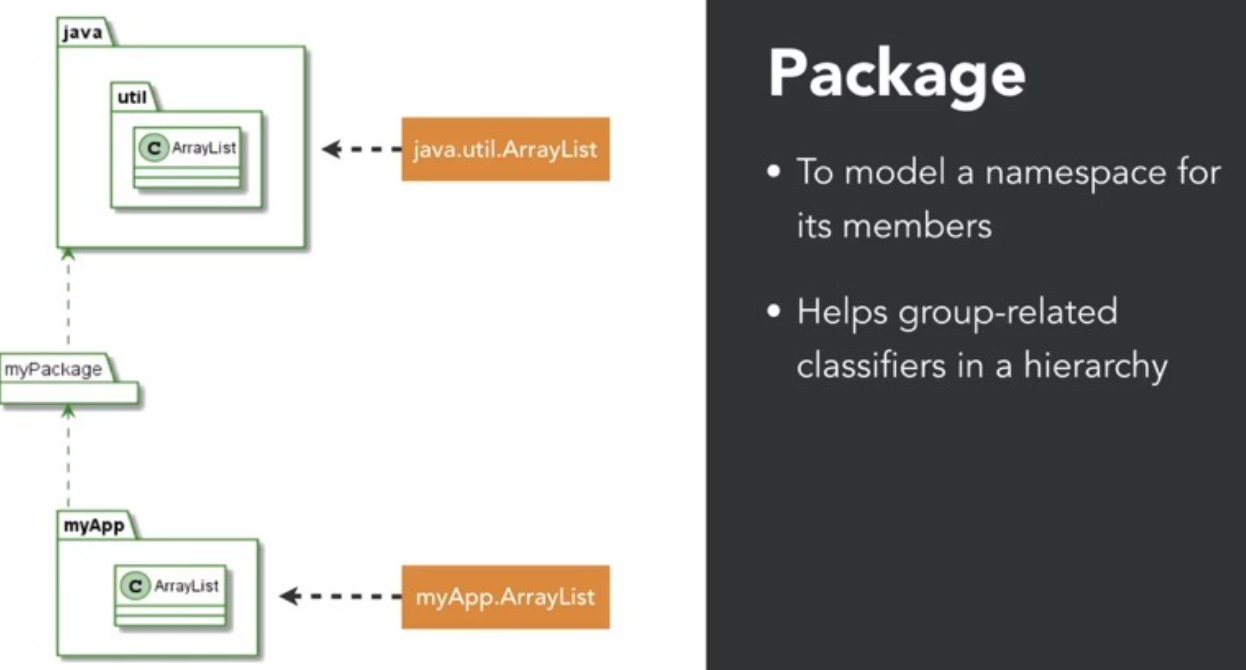 java
util
C ArrayList
java.util.ArrayList
myPackage
myApp
C ArrayList
myApp.ArrayList
Package
• To model a namespace for
its members
• Helps group-related
classifiers in a hierarchy